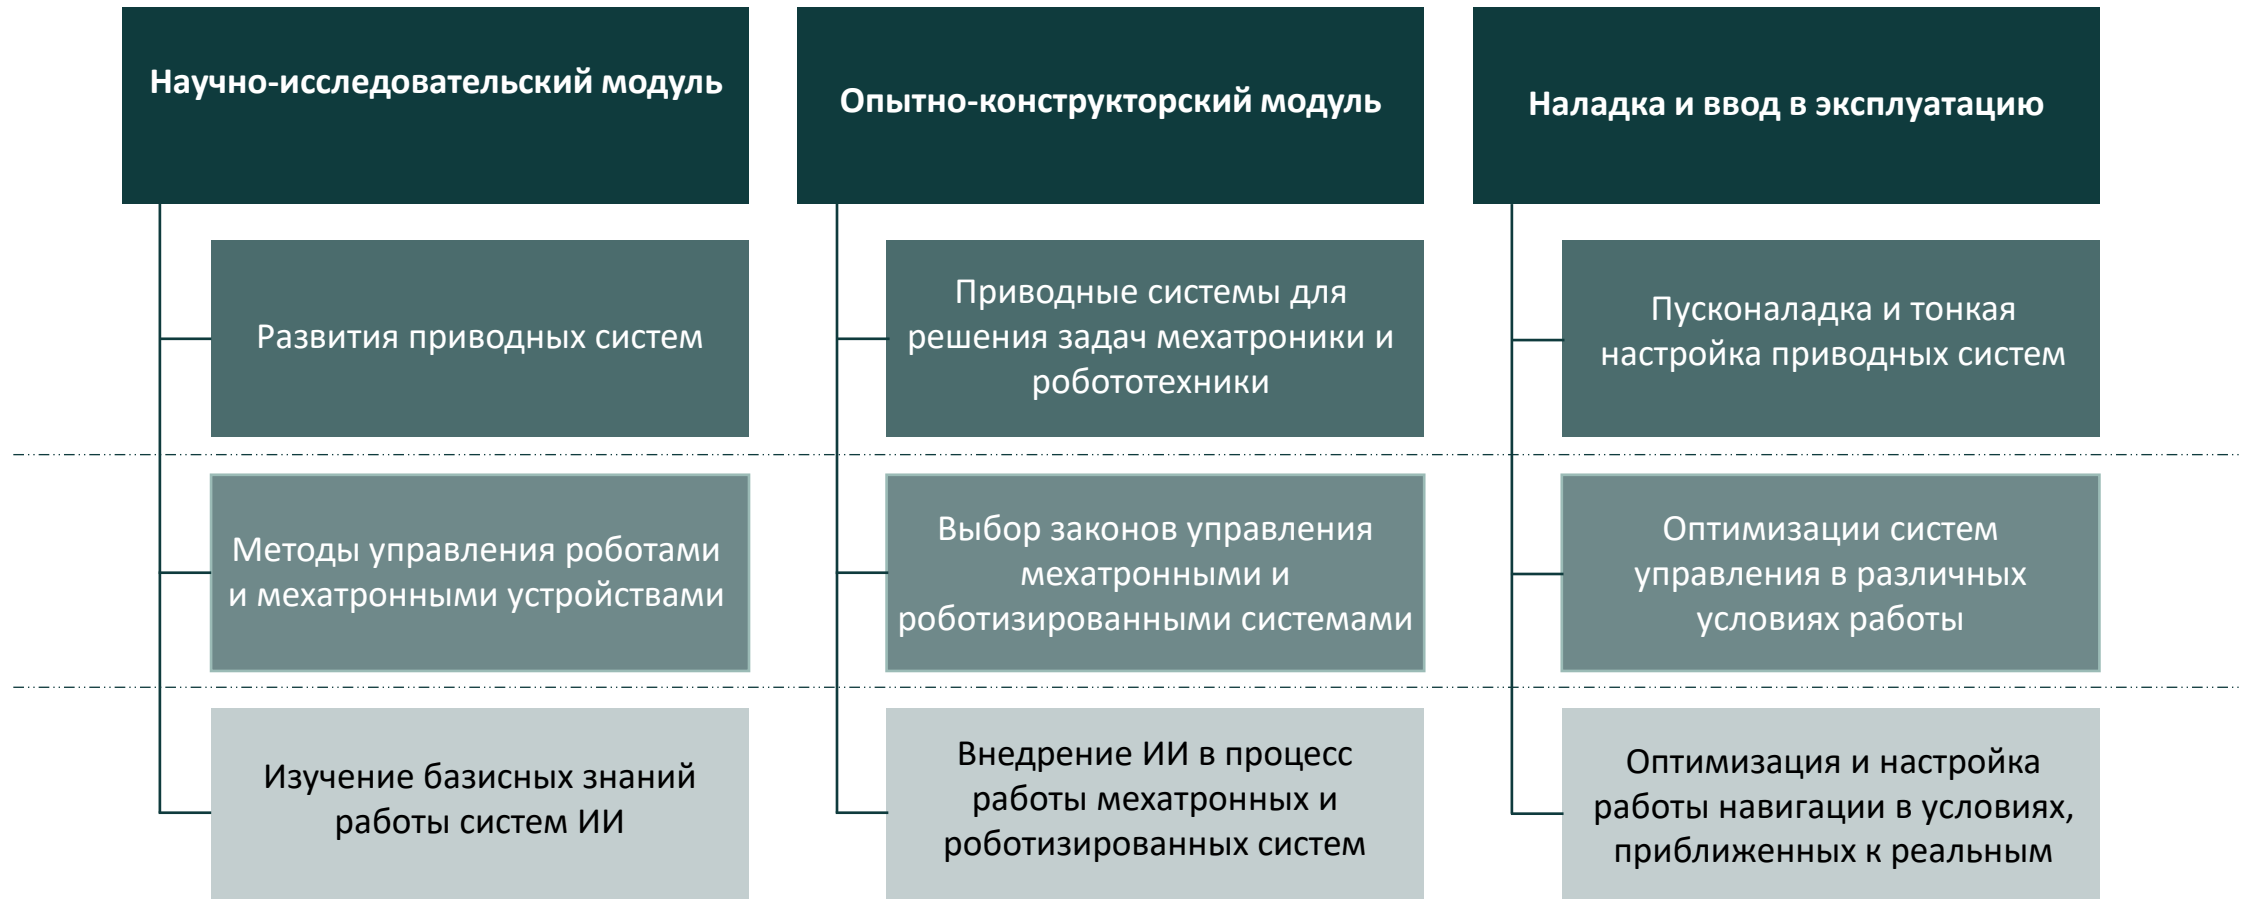 Научно-исследовательский модуль
Развития приводных систем
Методы управления роботами
и мехатронными устройствами
Изучение базисных знаний
работы систем ИИ
Опытно-конструкторский модуль
Приводные системы для
решения задач мехатроники и
робототехники
Выбор законов управления
мехатронными и
роботизированными системами
Внедрение ИИ в процесс
работы мехатронных и
роботизированных систем
Наладка и ввод в эксплуатацию
Пусконаладка и тонкая
настройка приводных систем
Оптимизации систем
управления в различных
условиях работы
Оптимизация и настройка
работы навигации в условиях,
приближенных к реальным